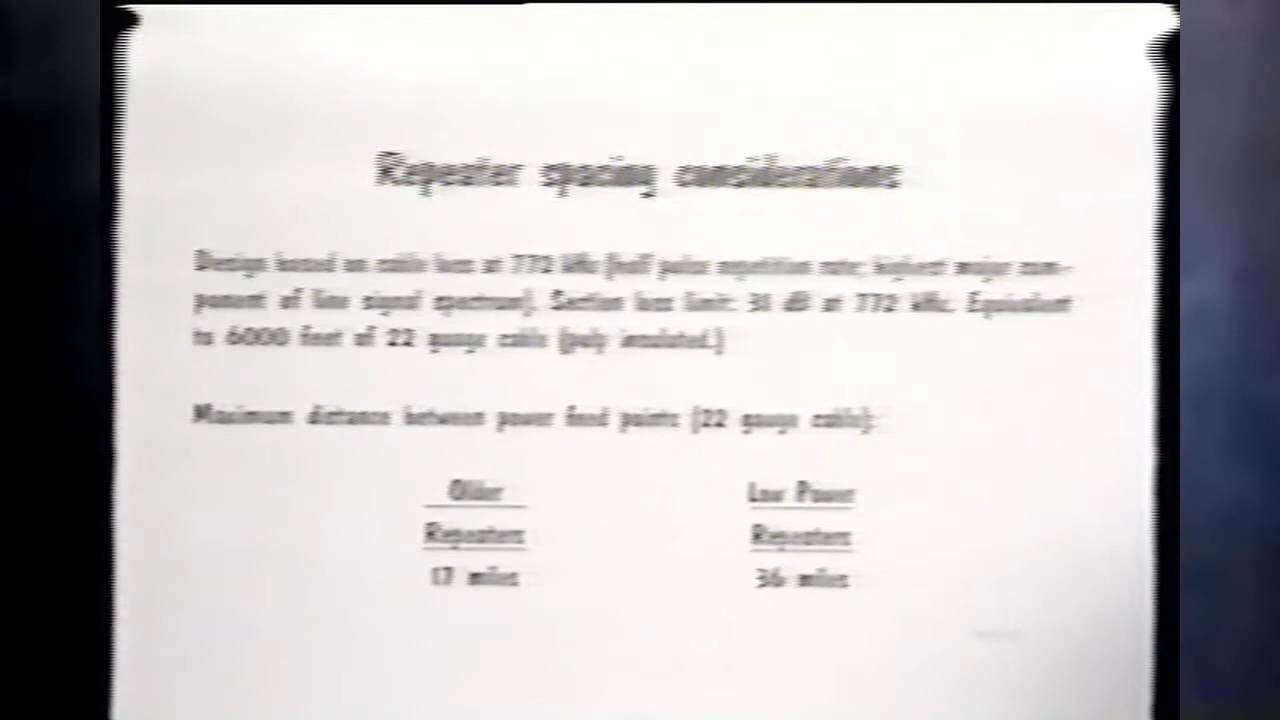 Repeater spacing considerations
Design based on cable loss at 772 kHz (half pulse repetition rate; highest major com-
ponent of line signal spectrum). Section loss limit: 31 dB at 772 kHz. Equivalent
to 6000 feet of 22 gauge cable (poly insulated.)
Maximum distance between power feed points (22 gauge cable):
Older
Low Power
Repeaters
Repeaters
17 miles
36 miles